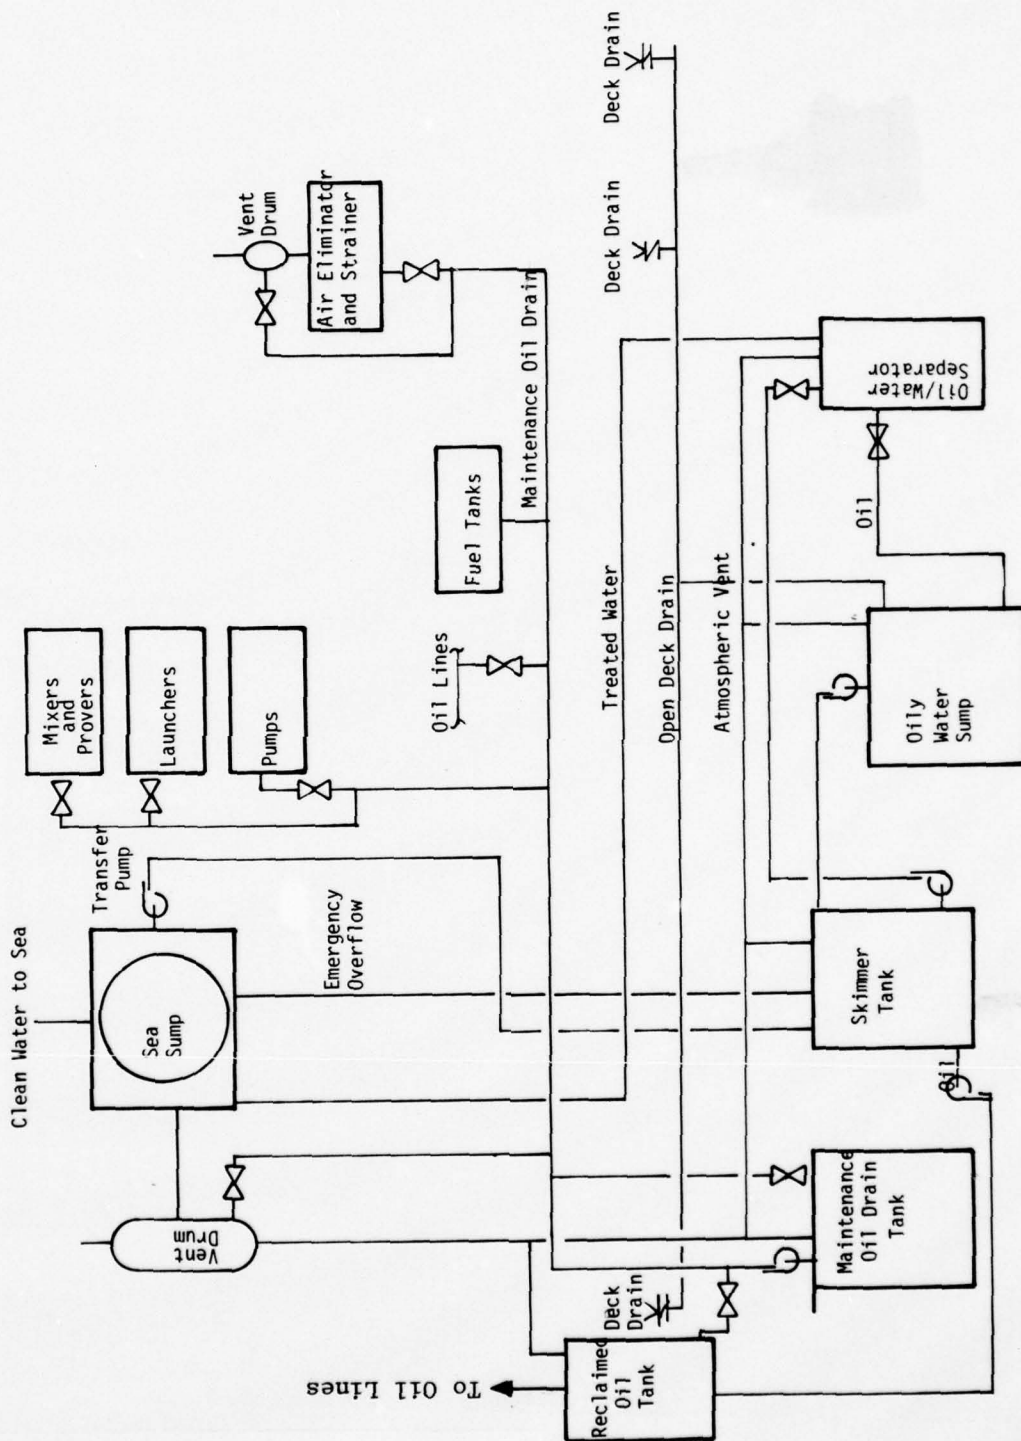 Clean Water to Sea
Sea
Sump
Transfer
Pump
Emergency
Overflow
Vent
Drum
Mixers
and
Provers
Launchers
Pumps
Oil Lines
Fuel Tanks
Maintenance Oil Drain
Vent
Drum
Air Eliminator
and Strainer
Treated Water
Open Deck Drain
Atmospheric Vent
Deck Drain
Deck Drain
Deck
Drain
To Oil Lines
Reclaimed
Oil
Tank
Maintenance
Oil Drain
Tank
Oil
Skimmer
Tank
Oily
Water
Sump
Oil
Oil/Water
Separator